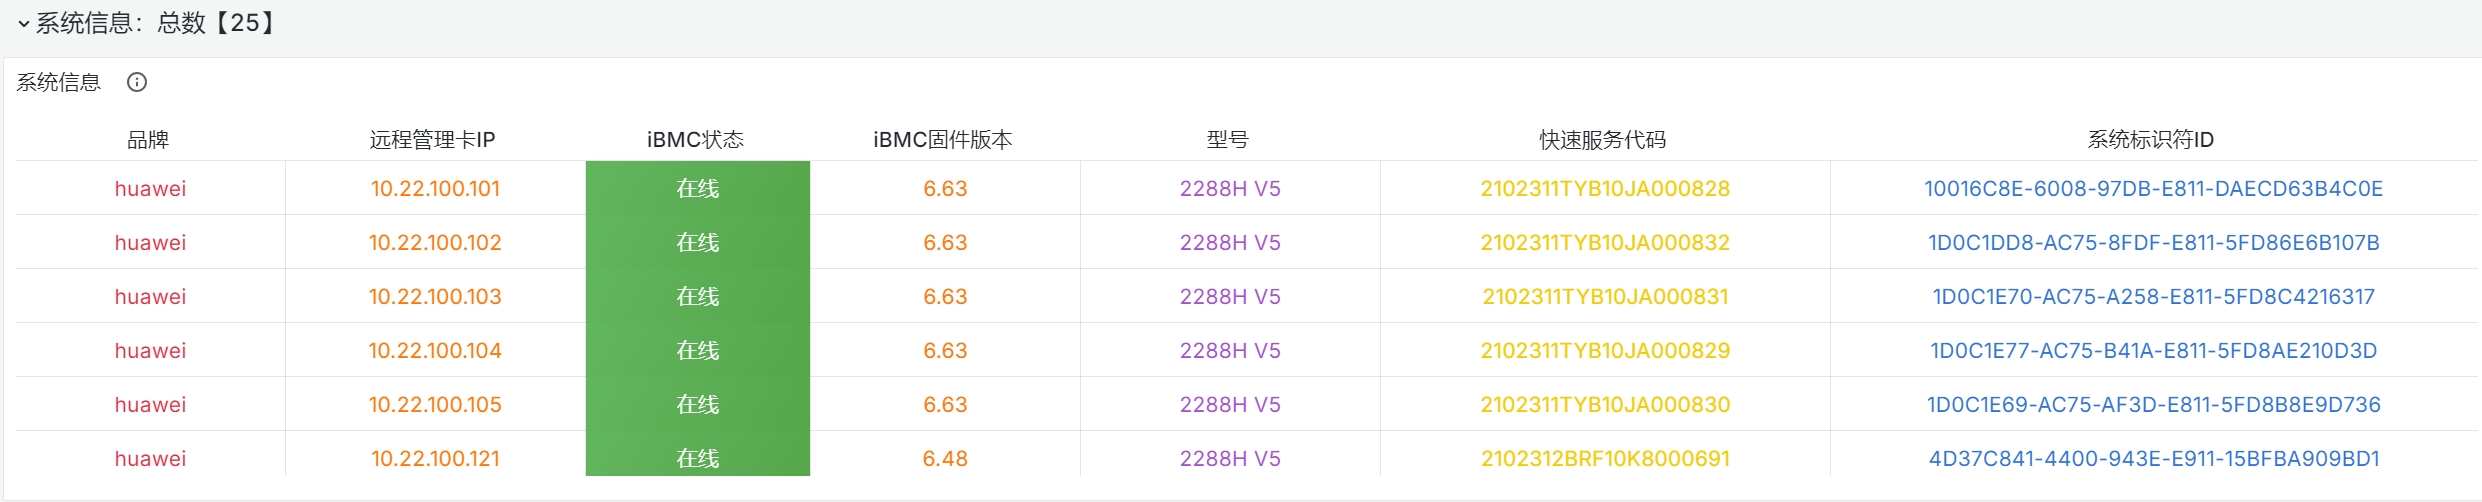 系统信息：总数【25】
系统信息
品牌 远程管理卡IP iBMC状态 iBMC固件版本 型号 快速服务代码 系统标识符ID
huawei 10.22.100.101 在线 6.63 2288H V5 2102311TYB10JA000828 10016C8E-6008-97DB-E811-DAECD63B4C0E
huawei 10.22.100.102 在线 6.63 2288H V5 2102311TYB10JA000832 1D0C1DD8-AC75-8FDF-E811-5FD86E6B107B
huawei 10.22.100.103 在线 6.63 2288H V5 2102311TYB10JA000831 1D0C1E70-AC75-A258-E811-5FD8C4216317
huawei 10.22.100.104 在线 6.63 2288H V5 2102311TYB10JA000829 1D0C1E77-AC75-B41A-E811-5FD8AE210D3D
huawei 10.22.100.105 在线 6.63 2288H V5 2102311TYB10JA000830 1D0C1E69-AC75-AF3D-E811-5FD8B8E9D736
huawei 10.22.100.121 在线 6.48 2288H V5 2102312BRF10K8000691 4D37C841-4400-943E-E911-15BFBA909BD1